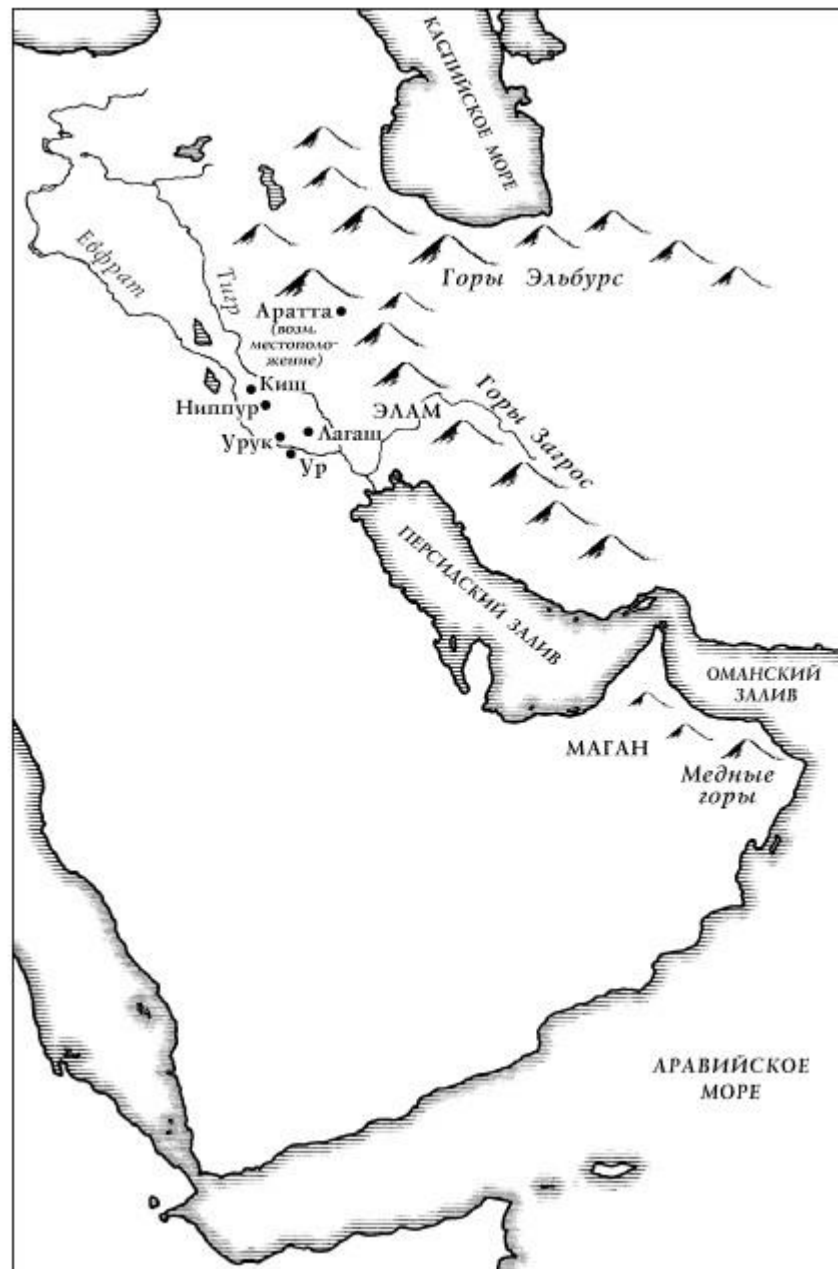 КАСПИЙСКОЕ МОРЕ
Евфрат
Тигр
Горы Эльбурс
Аратта
(возм.
местополо-
жение)
Киш
Ниппур
ЭЛАМ
Горы Загрос
Лагаш
Урук
Ур
ПЕРСИДСКИЙ ЗАЛИВ
ОМАНСКИЙ
ЗАЛИВ
МАГАН
Медные
горы
АРАВИЙСКОЕ
МОРЕ